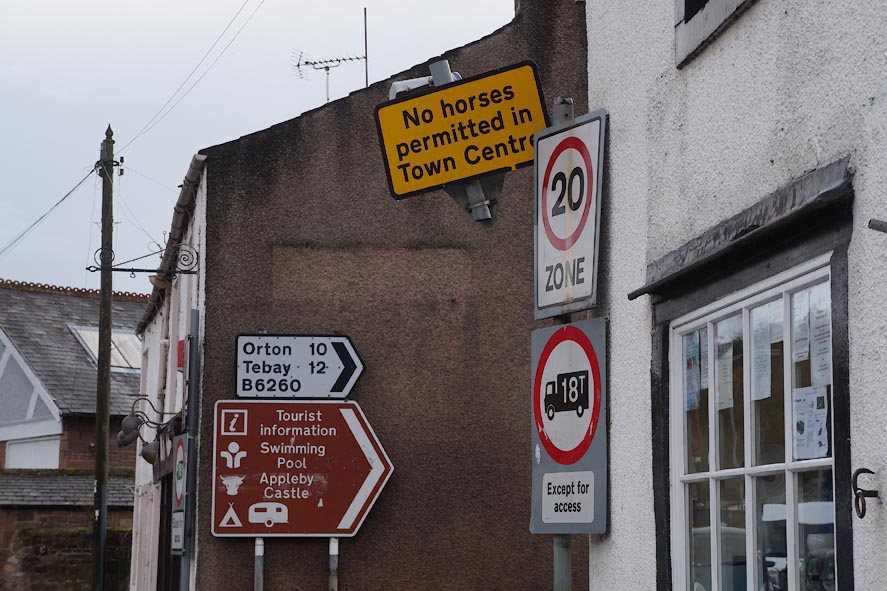 No horses
permitted in
Town Centre
20
ZONE
18T
Except for
access
Orton 10
Tebay 12
B6260
i Tourist
information
Swimming
Pool
Appleby
Castle